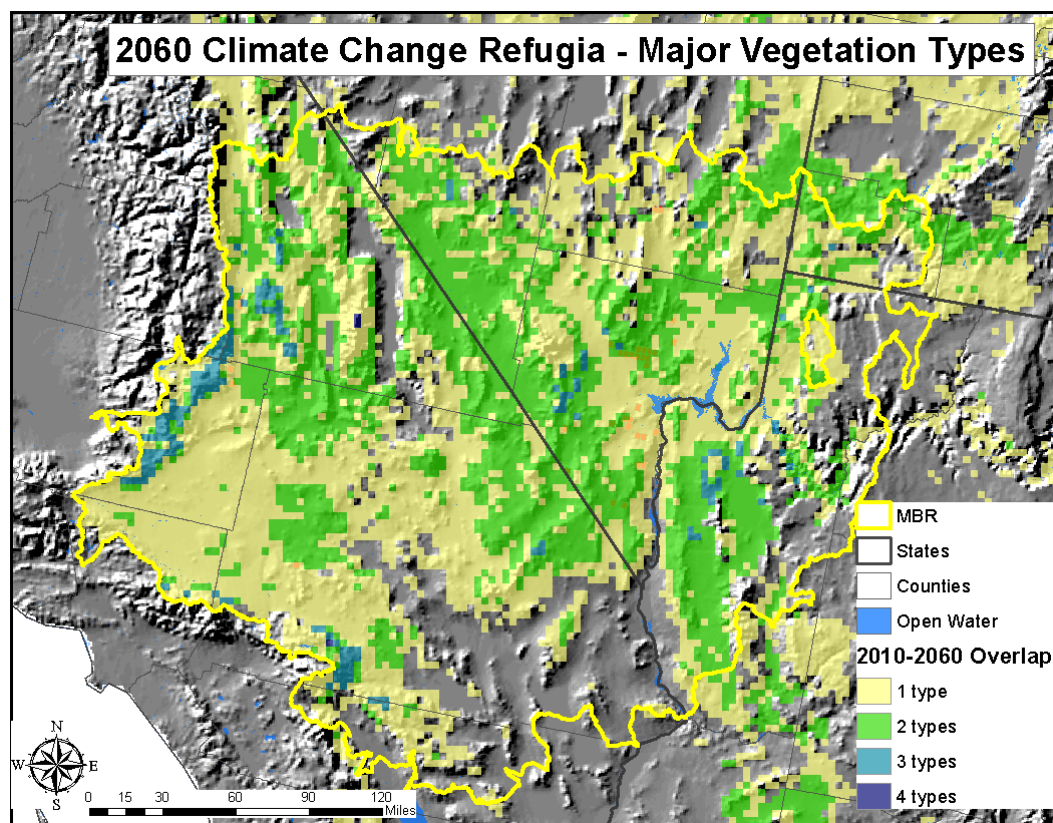 2060 Climate Change Refugia - Major Vegetation Types
MBR
States
Counties
Open Water
2010-2060 Overlap
1 type
2 types
3 types
4 types
N
W E
S
0 15 30 60 90 120
Miles